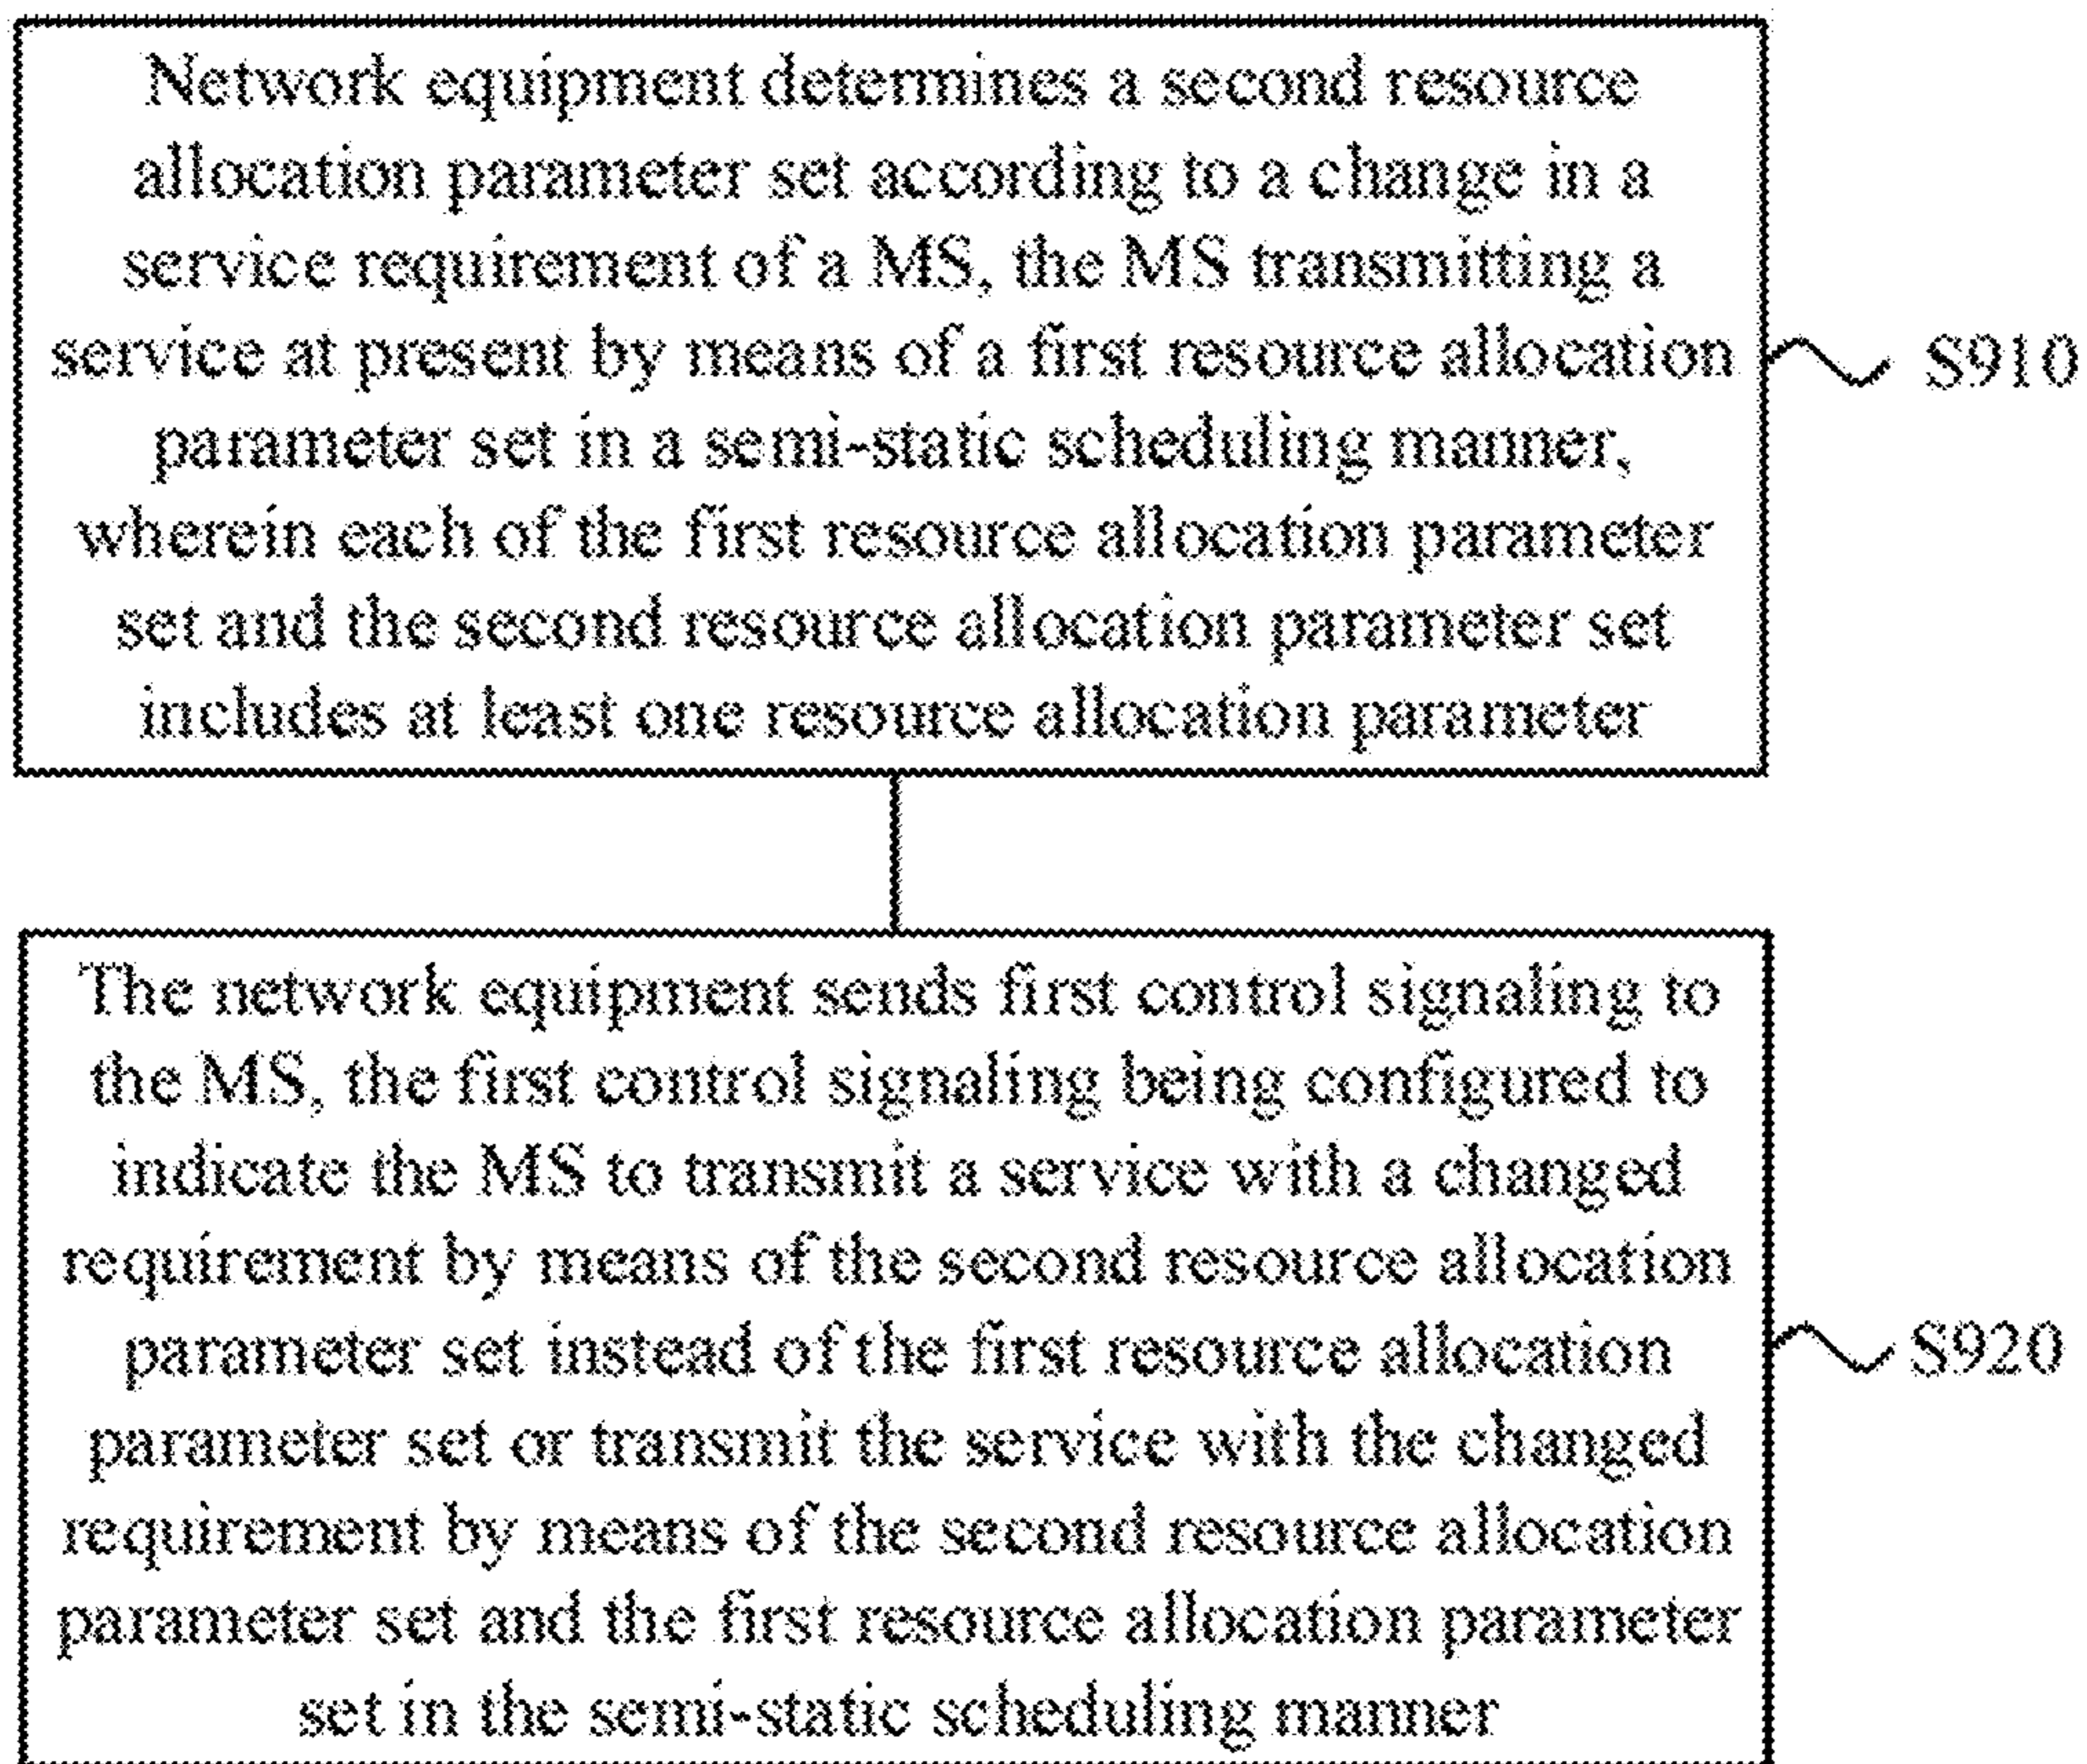 Network equipment determines a second resource
allocation parameter set according to a change in a
service requirement of a MS, the MS transmitting a
service at present by means of a first resource allocation
parameter set in a semi-static scheduling manner,
wherein each of the first resource allocation parameter
set and the second resource allocation parameter set
includes at least one resource allocation parameter
S910
The network equipment sends first control signaling to
the MS, the first control signaling being configured to
indicate the MS to transmit a service with a changed
requirement by means of the second resource allocation
parameter set instead of the first resource allocation
parameter set or transmit the service with the changed
requirement by means of the second resource allocation
parameter set and the first resource allocation parameter
set in the semi-static scheduling manner
S920